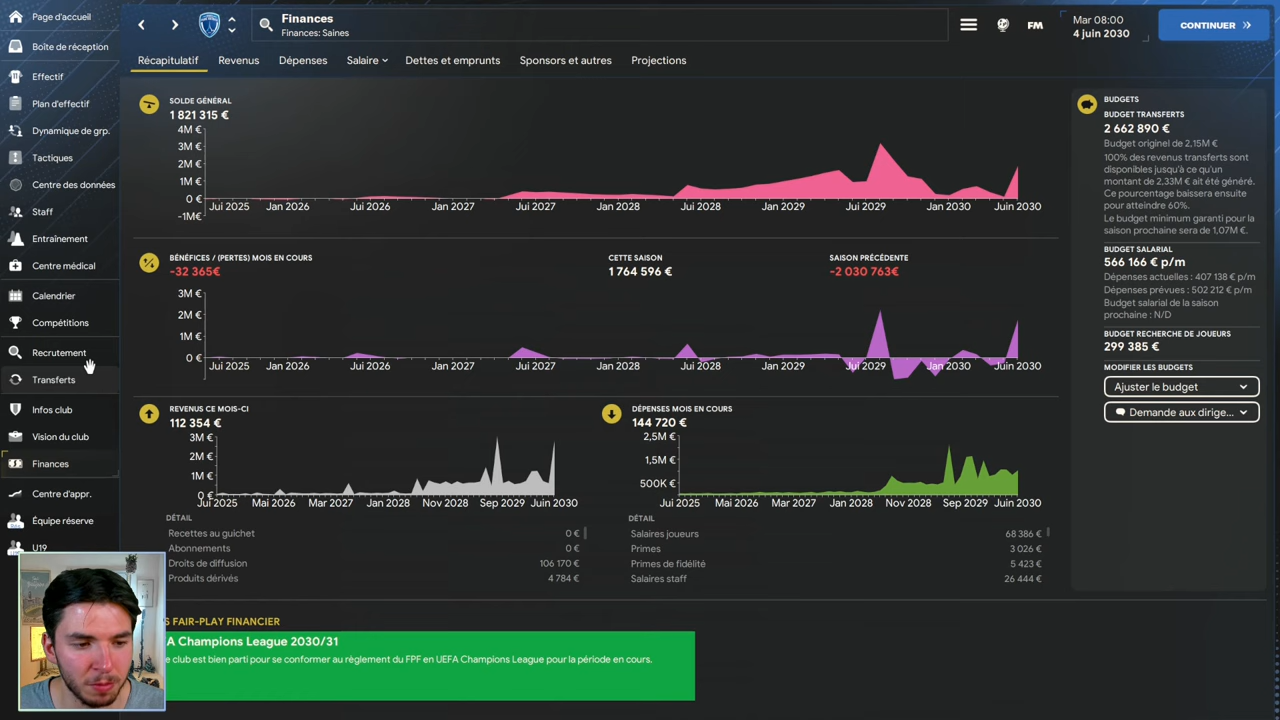 Page d'accueil
Boîte de réception
Effectif
Plan d'effectif
Dynamique de grp.
Tactiques
Centre des données
Staff
Entraînement
Centre médical
Calendrier
Compétitions
Recrutement
Transferts
Infos club
Vision du club
Finances
Centre d'appr.
Équipe réserve
U19
Finances
Finances: Saines
FM
Mar 08:00
4 juin 2030
CONTINUER
Récapitulatif Revenus Dépenses Salaire Dettes et emprunts Sponsors et autres Projections
SOLDE GÉNÉRAL
1 821 315 €
4M €
3M €
2M €
1M €
0 €
-1M€
Jul 2025 Jan 2026 Jul 2026 Jan 2027 Jul 2027 Jan 2028 Jul 2028 Jan 2029 Jul 2029 Jan 2030 Juin 2030
BÉNÉFICES / (PERTES) MOIS EN COURS
-32 365€
CETTE SAISON
1 764 596 €
SAISON PRÉCÉDENTE
-2 030 763€
3M €
2M €
1M €
0 €
Jul 2025 Jan 2026 Jul 2026 Jan 2027 Jul 2027 Jan 2028 Jul 2028 Jan 2029 Jul 2029 Jan 2030 Juin 2030
REVENUS CE MOIS-CI
112 354 €
3M €
2M €
1M €
0 €
Jul 2025 Mai 2026 Mar 2027 Jan 2028 Nov 2028 Sep 2029 Juin 2030
DÉTAIL
Recettes au guichet 0 €
Abonnements 0 €
Droits de diffusion 106 170 €
Produits dérivés 4 784 €
DÉPENSES MOIS EN COURS
144 720 €
2,5M €
1,5M €
500K €
Jul 2025 Mai 2026 Mar 2027 Jan 2028 Nov 2028 Sep 2029 Juin 2030
DÉTAIL
Salaires joueurs 68 386 €
Primes 3 026 €
Primes de fidélité 5 423 €
Salaires staff 26 444 €
S FAIR-PLAY FINANCIER
A Champions League 2030/31
e club est bien parti pour se conformer au règlement du FPF en UEFA Champions League pour la période en cours.
BUDGETS
BUDGET TRANSFERTS
2 662 890 €
Budget originel de 2,15M €
100% des revenus transferts sont
disponibles jusqu'à ce qu'un
montant de 2,33M € ait été généré.
Ce pourcentage baissera ensuite
pour atteindre 60%.
Le budget minimum garanti pour la
saison prochaine sera de 1,07M €.
BUDGET SALARIAL
566 166 € p/m
Dépenses actuelles : 407 138 € p/m
Dépenses prévues : 502 212 € p/m
Budget salarial de la saison
prochaine : N/D
BUDGET RECHERCHE DE JOUEURS
299 385 €
MODIFIER LES BUDGETS
Ajuster le budget
Demande aux dirige...